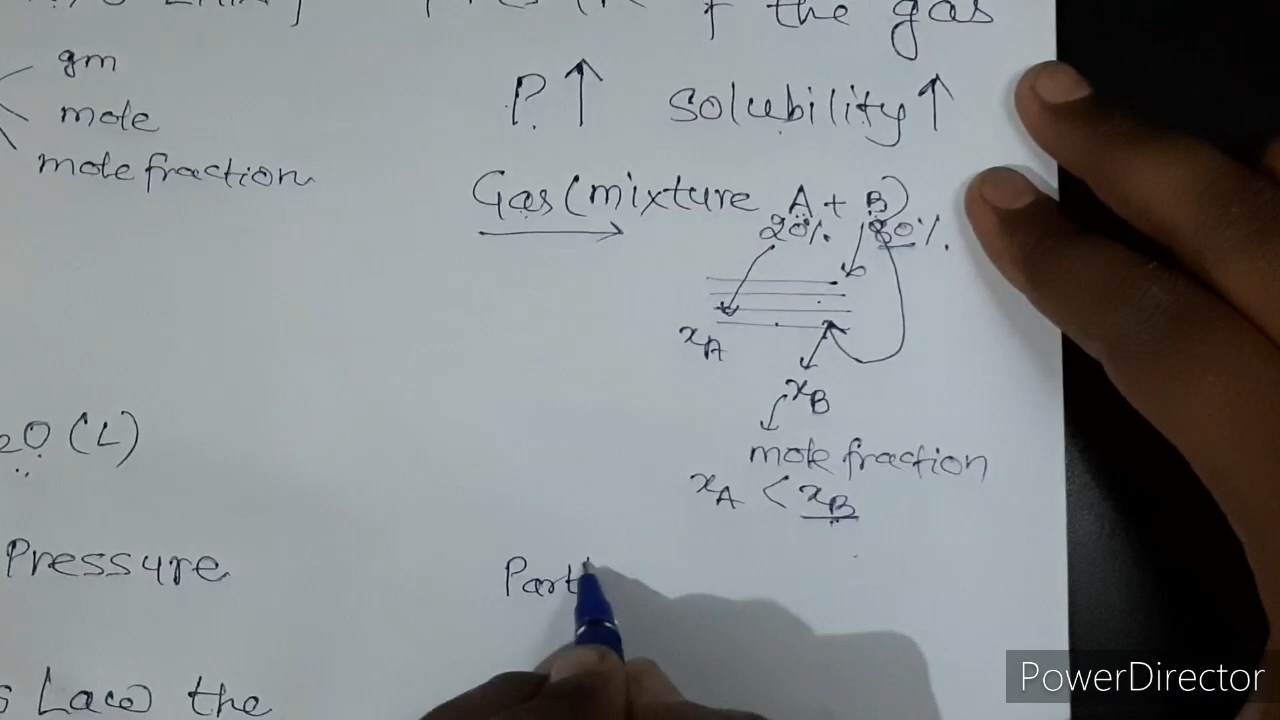 f the gas
gm
P. ↑ Solubility ↑
mole
mole fraction
Gas (mixture A + B)
20% 80%.
xA
xB
2O (L)
mole fraction
xA < xB
Pressure
Part
s Law the
PowerDirector